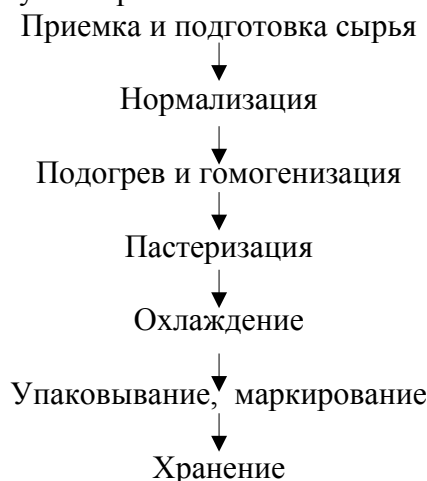 Приемка и подготовка сырья
Нормализация
Подогрев и гомогенизация
Пастеризация
Охлаждение
Упаковывание, маркирование
Хранение